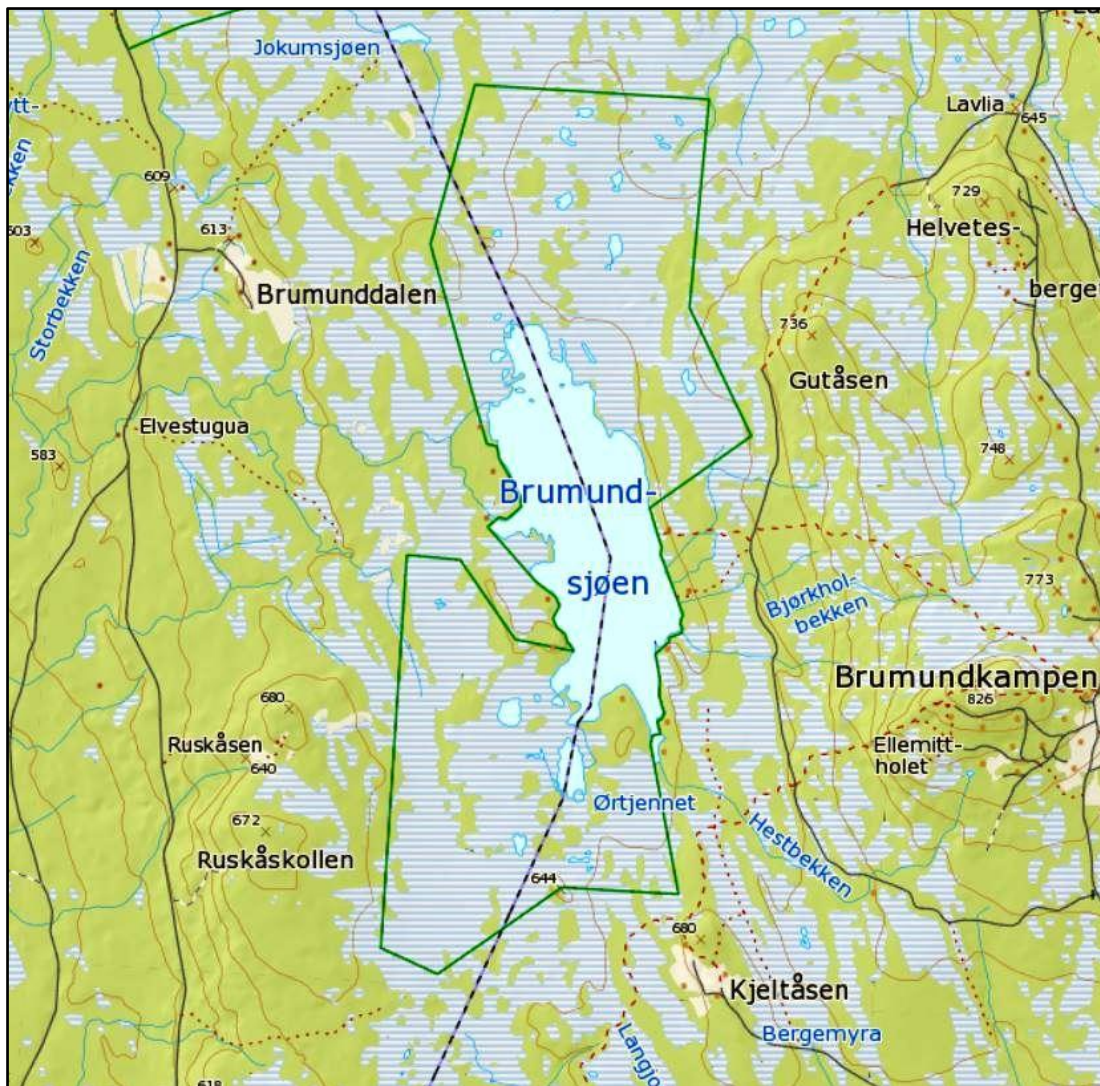 Jokumsjøen
Lavlia
645
609
729
603
613
Helvetes-
berget
Brumunddalen
Storbekken
736
Gutåsen
Elvestugua
583
748
Brumund-
sjøen
773
Bjørkhol-
bekken
Brumundkampen
826
680
Ruskåsen
640
Ellemitt-
holet
Ørtjennet
672
Hestbekken
Ruskåskollen
644
680
Kjeltåsen
Bergemyra
618